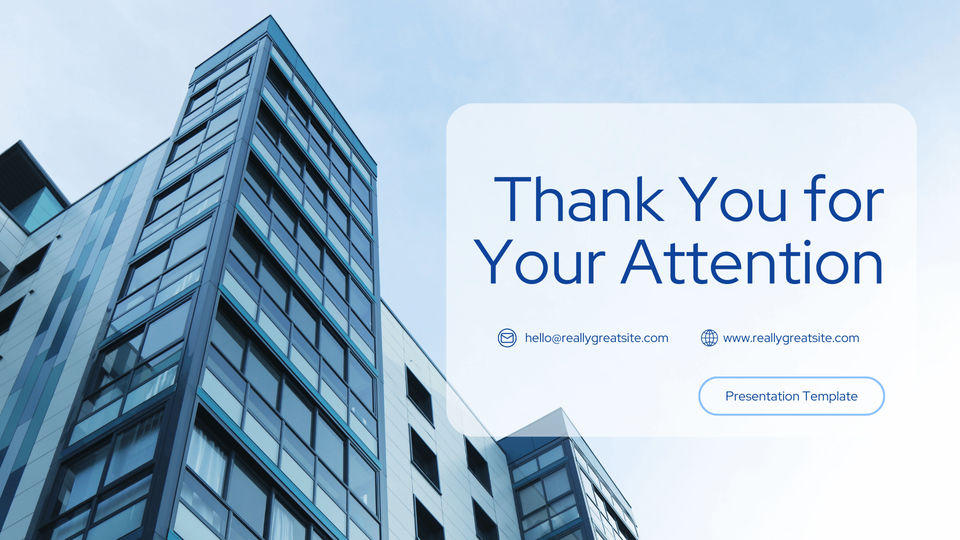 Thank You for
Your Attention
hello@reallygreatsite.com
www.reallygreatsite.com
Presentation Template